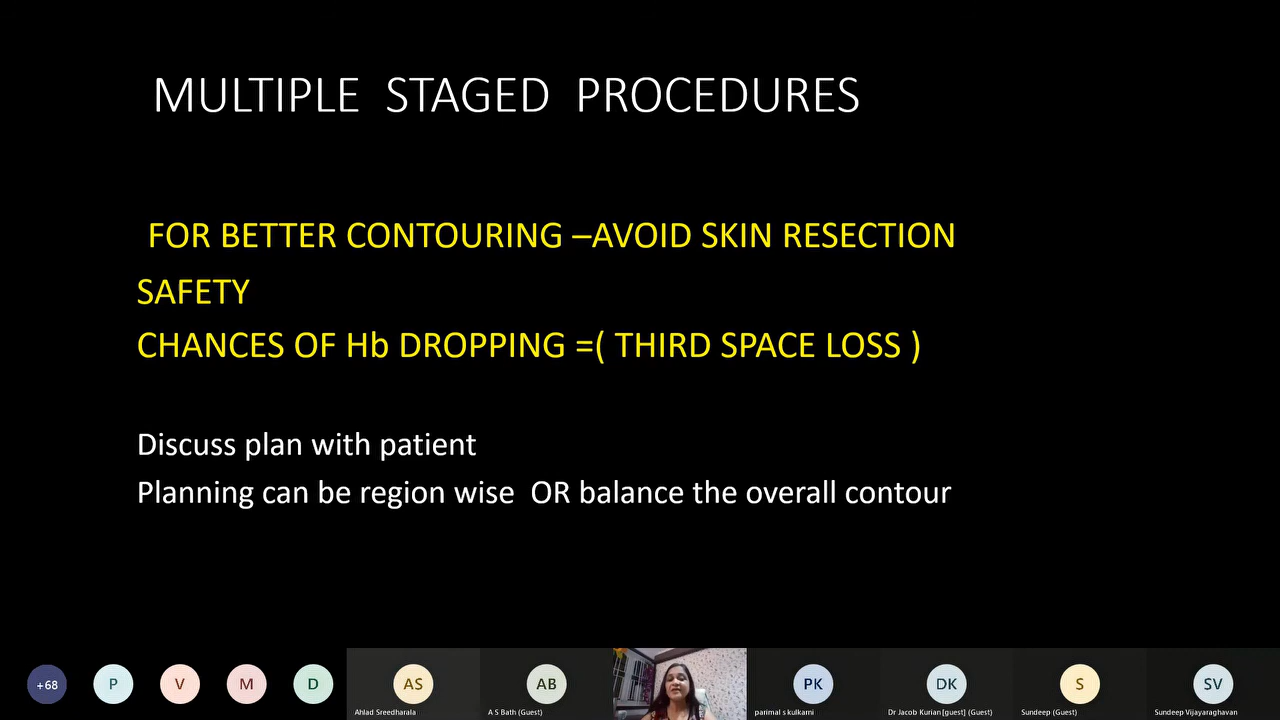 MULTIPLE STAGED PROCEDURES
FOR BETTER CONTOURING –AVOID SKIN RESECTION
SAFETY
CHANCES OF Hb DROPPING =( THIRD SPACE LOSS )
Discuss plan with patient
Planning can be region wise OR balance the overall contour
+68
P
V
M
D
AS
AB
PK
DK
S
SV
Ahlad Sreedharala
A S Bath (Guest)
parimal s kulkarni
Dr Jacob Kurian[guest] (Guest)
Sundeep (Guest)
Sundeep Vijayaraghavan